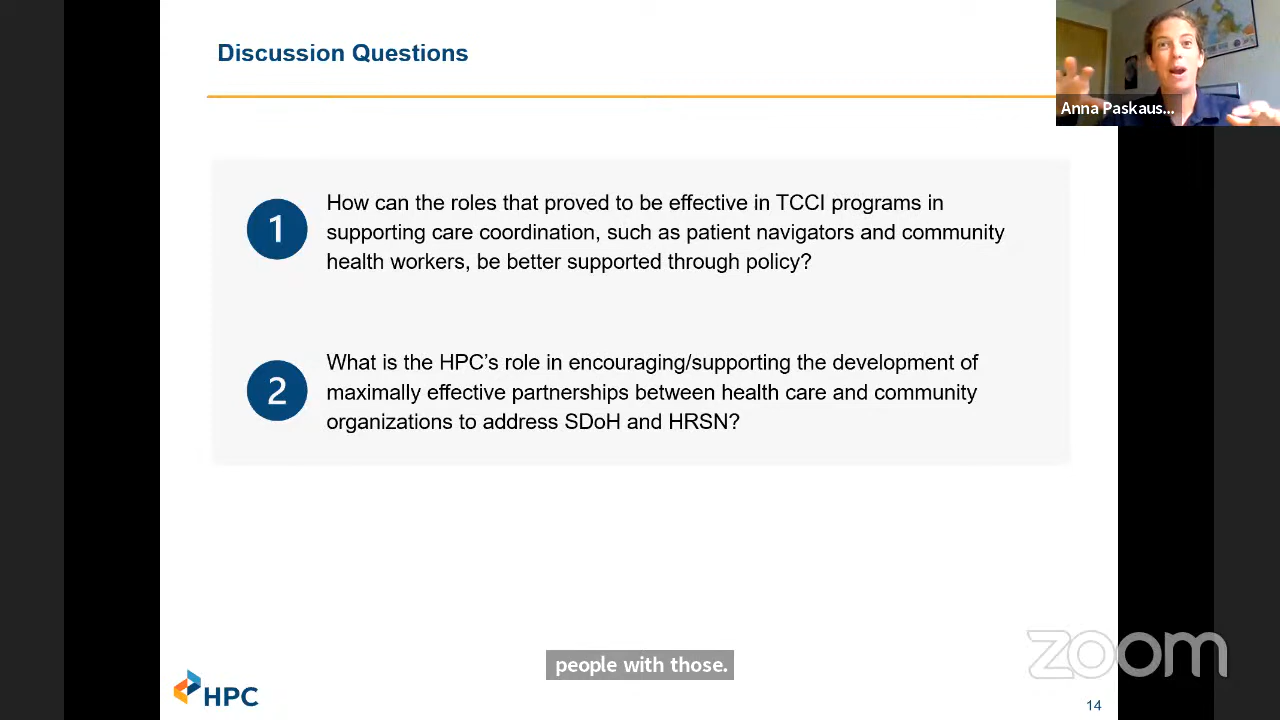 Discussion Questions
Anna Paskaus...
1
How can the roles that proved to be effective in TCCI programs in
supporting care coordination, such as patient navigators and community
health workers, be better supported through policy?
2
What is the HPC's role in encouraging/supporting the development of
maximally effective partnerships between health care and community
organizations to address SDoH and HRSN?
people with those.
zoom
HPC
14